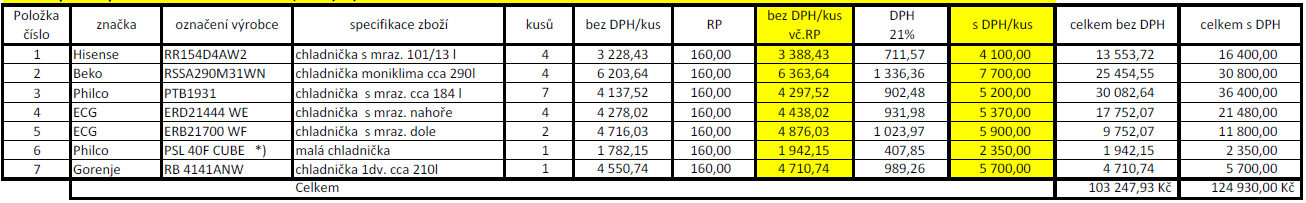 Položka číslo značka označení výrobce specifikace zboží kusů bez DPH/kus RP bez DPH/kus vč.RP DPH 21% s DPH/kus celkem bez DPH celkem s DPH
1 Hisense RR154D4AW2 chladnička s mraz. 101/13 l 4 3 228,43 160,00 3 388,43 711,57 4 100,00 13 553,72 16 400,00
2 Beko RSSA290M31WN chladnička moniklima cca 290l 4 6 203,64 160,00 6 363,64 1 336,36 7 700,00 25 454,55 30 800,00
3 Philco PTB1931 chladnička s mraz. cca 184 l 7 4 137,52 160,00 4 297,52 902,48 5 200,00 30 082,64 36 400,00
4 ECG ERD21444 WE chladnička s mraz. nahoře 4 4 278,02 160,00 4 438,02 931,98 5 370,00 17 752,07 21 480,00
5 ECG ERB21700 WF chladnička s mraz. dole 2 4 716,03 160,00 4 876,03 1 023,97 5 900,00 9 752,07 11 800,00
6 Philco PSL 40F CUBE *) malá chladnička 1 1 782,15 160,00 1 942,15 407,85 2 350,00 1 942,15 2 350,00
7 Gorenje RB 4141ANW chladnička 1dv. cca 210l 1 4 550,74 160,00 4 710,74 989,26 5 700,00 4 710,74 5 700,00
Celkem 103 247,93 Kč 124 930,00 Kč